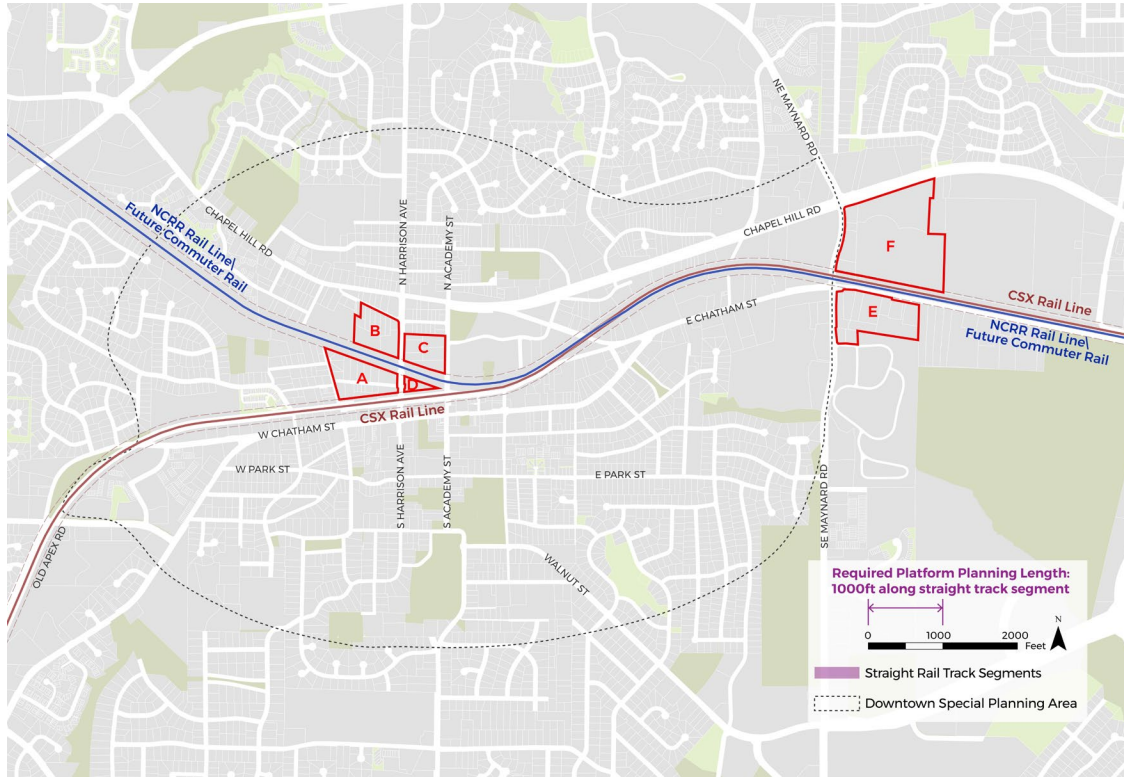 NE MAYNARD RD
CHAPEL HILL RD
N HARRISON AVE
N ACADEMY ST
CHAPEL HILL RD
NCRR Rail Line\
Future Commuter Rail
F
CSX Rail Line
E CHATHAM ST
E
NCRR Rail Line\
Future Commuter Rail
B
C
A
D
CSX Rail Line
W CHATHAM ST
W PARK ST
E PARK ST
S HARRISON AVE
S ACADEMY ST
SE MAYNARD RD
OLD APEX RD
WALNUT ST
Required Platform Planning Length:
1000ft along straight track segment
N
0 1000 2000
Feet
Straight Rail Track Segments
Downtown Special Planning Area